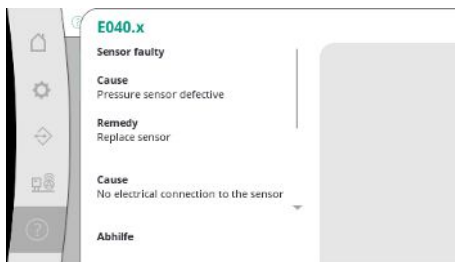 E040.x
Sensor faulty
Cause
Pressure sensor defective
Remedy
Replace sensor
Cause
No electrical connection to the sensor
Abhilfe